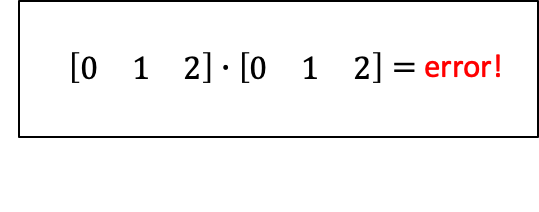 [0 1 2] · [0 1 2] = error!